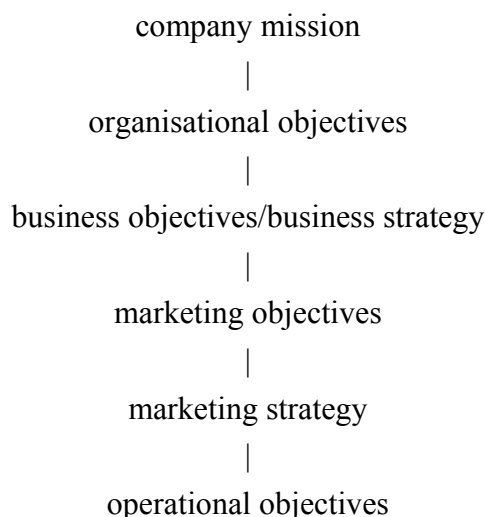 company mission
|
organisational objectives
|
business objectives/business strategy
|
marketing objectives
|
marketing strategy
|
operational objectives